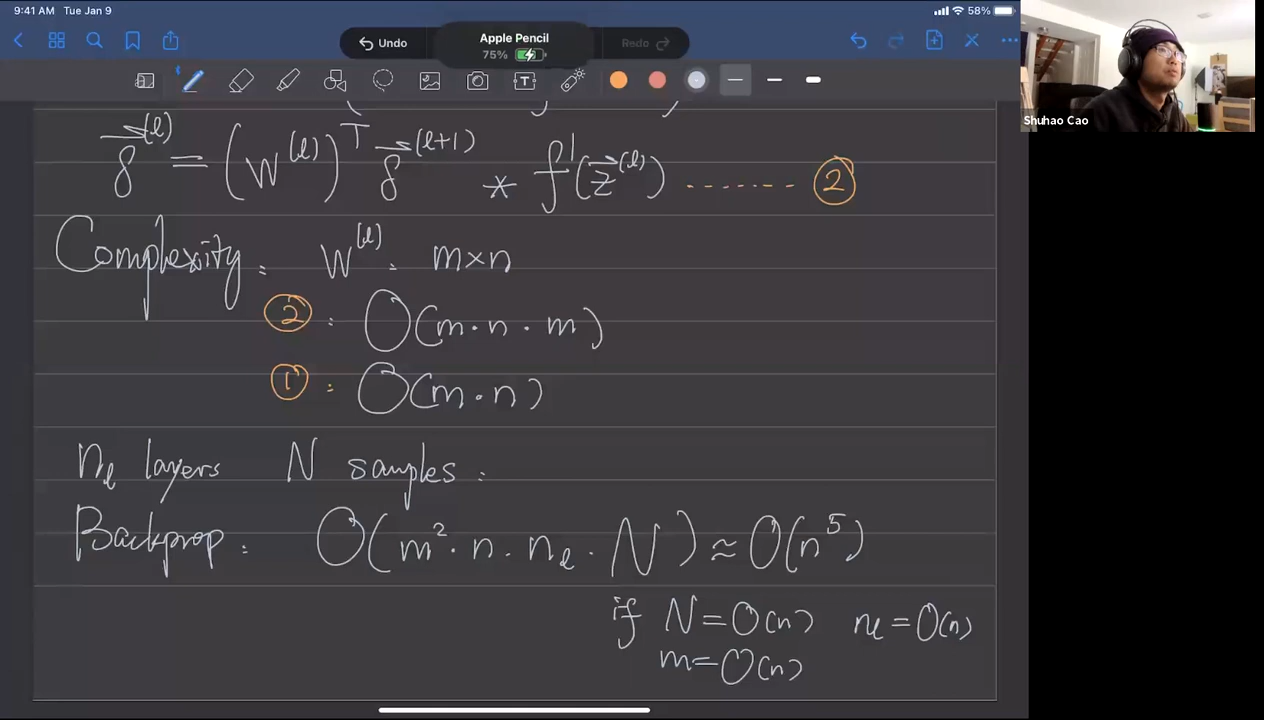 9:41 AM Tue Jan 9
58%
Undo
Apple Pencil
75%
Redo
Shuhao Cao
δ^(l) = (W^(l))^T δ^(l+1) * f'(z^(l)) ....... ②
Complexity: W^(l): m×n
②: O(m·n·m)
①: O(m·n)
n_l layers N samples:
Backprop: O(m²·n·n_l·N) ≈ O(n⁵)
if N=O(n) n_l=O(n)
m=O(n)